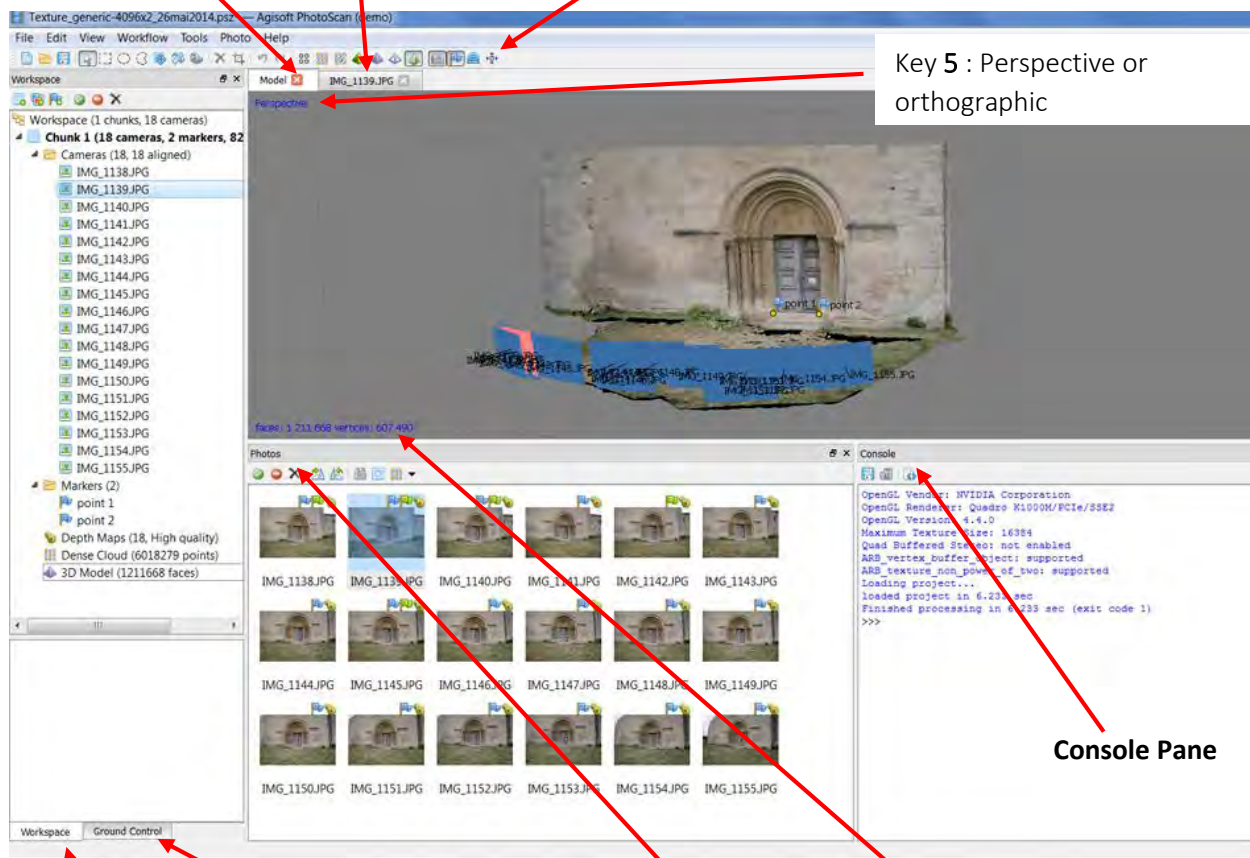 Texture_generic-4096x2_26mai2014.psz — Agisoft PhotoScan (demo)
File Edit View Workflow Tools Photo Help
Workspace
Model IMG_1139.JPG
Key 5 : Perspective or
orthographic
Perspective
Workspace (1 chunks, 18 cameras)
Chunk 1 (18 cameras, 2 markers, 82
Cameras (18, 18 aligned)
IMG_1138.JPG
IMG_1139.JPG
IMG_1140.JPG
IMG_1141.JPG
IMG_1142.JPG
IMG_1143.JPG
IMG_1144.JPG
IMG_1145.JPG
IMG_1146.JPG
IMG_1147.JPG
IMG_1148.JPG
IMG_1149.JPG
IMG_1150.JPG
IMG_1151.JPG
IMG_1152.JPG
IMG_1153.JPG
IMG_1154.JPG
IMG_1155.JPG
Markers (2)
point 1
point 2
Depth Maps (18, High quality)
Dense Cloud (6018279 points)
3D Model (1211668 faces)
point 1 point 2
IMG_1154.JPG IMG_1155.JPG
faces: 1 211 668 vertices: 607 490
Photos
IMG_1138.JPG IMG_1139.JPG IMG_1140.JPG IMG_1141.JPG IMG_1142.JPG IMG_1143.JPG
IMG_1144.JPG IMG_1145.JPG IMG_1146.JPG IMG_1147.JPG IMG_1148.JPG IMG_1149.JPG
IMG_1150.JPG IMG_1151.JPG IMG_1152.JPG IMG_1153.JPG IMG_1154.JPG IMG_1155.JPG
Console
OpenGL Vendor: NVIDIA Corporation
OpenGL Renderer: Quadro K1000M/PCIe/SSE2
OpenGL Version: 4.4.0
Maximum Texture Size: 16384
Quad Buffered Stereo: not enabled
ARB_vertex_buffer_object: supported
ARB_texture_non_power_of_two: supported
Loading project...
loaded project in 6.233 sec
Finished processing in 6.233 sec (exit code 1)
>>>
Console Pane
Workspace Ground Control